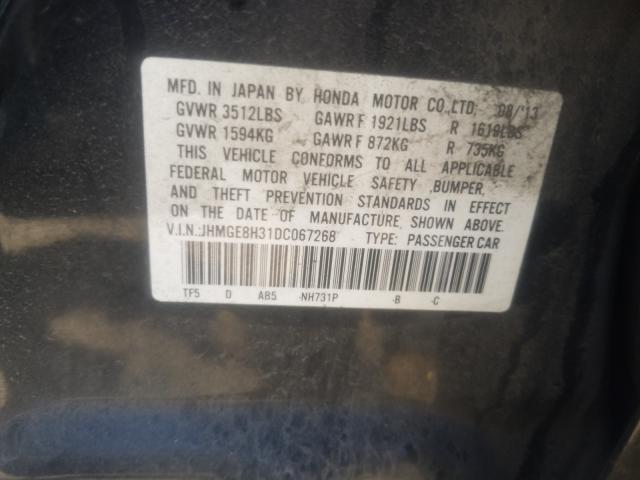 MFD. IN JAPAN BY HONDA MOTOR CO.,LTD; 08/'13
GVWR 3512LBS GAWR F 1921LBS R 1619LBS
GVWR 1594KG GAWR F 872KG R 735KG
THIS VEHICLE CONFORMS TO ALL APPLICABLE
FEDERAL MOTOR VEHICLE SAFETY ,BUMPER,
AND THEFT PREVENTION STANDARDS IN EFFECT
ON THE DATE OF MANUFACTURE SHOWN ABOVE.
V.I.N.:JHMGE8H31DC067268 TYPE: PASSENGER CAR
TF5 D AB5 -NH731P -B -C